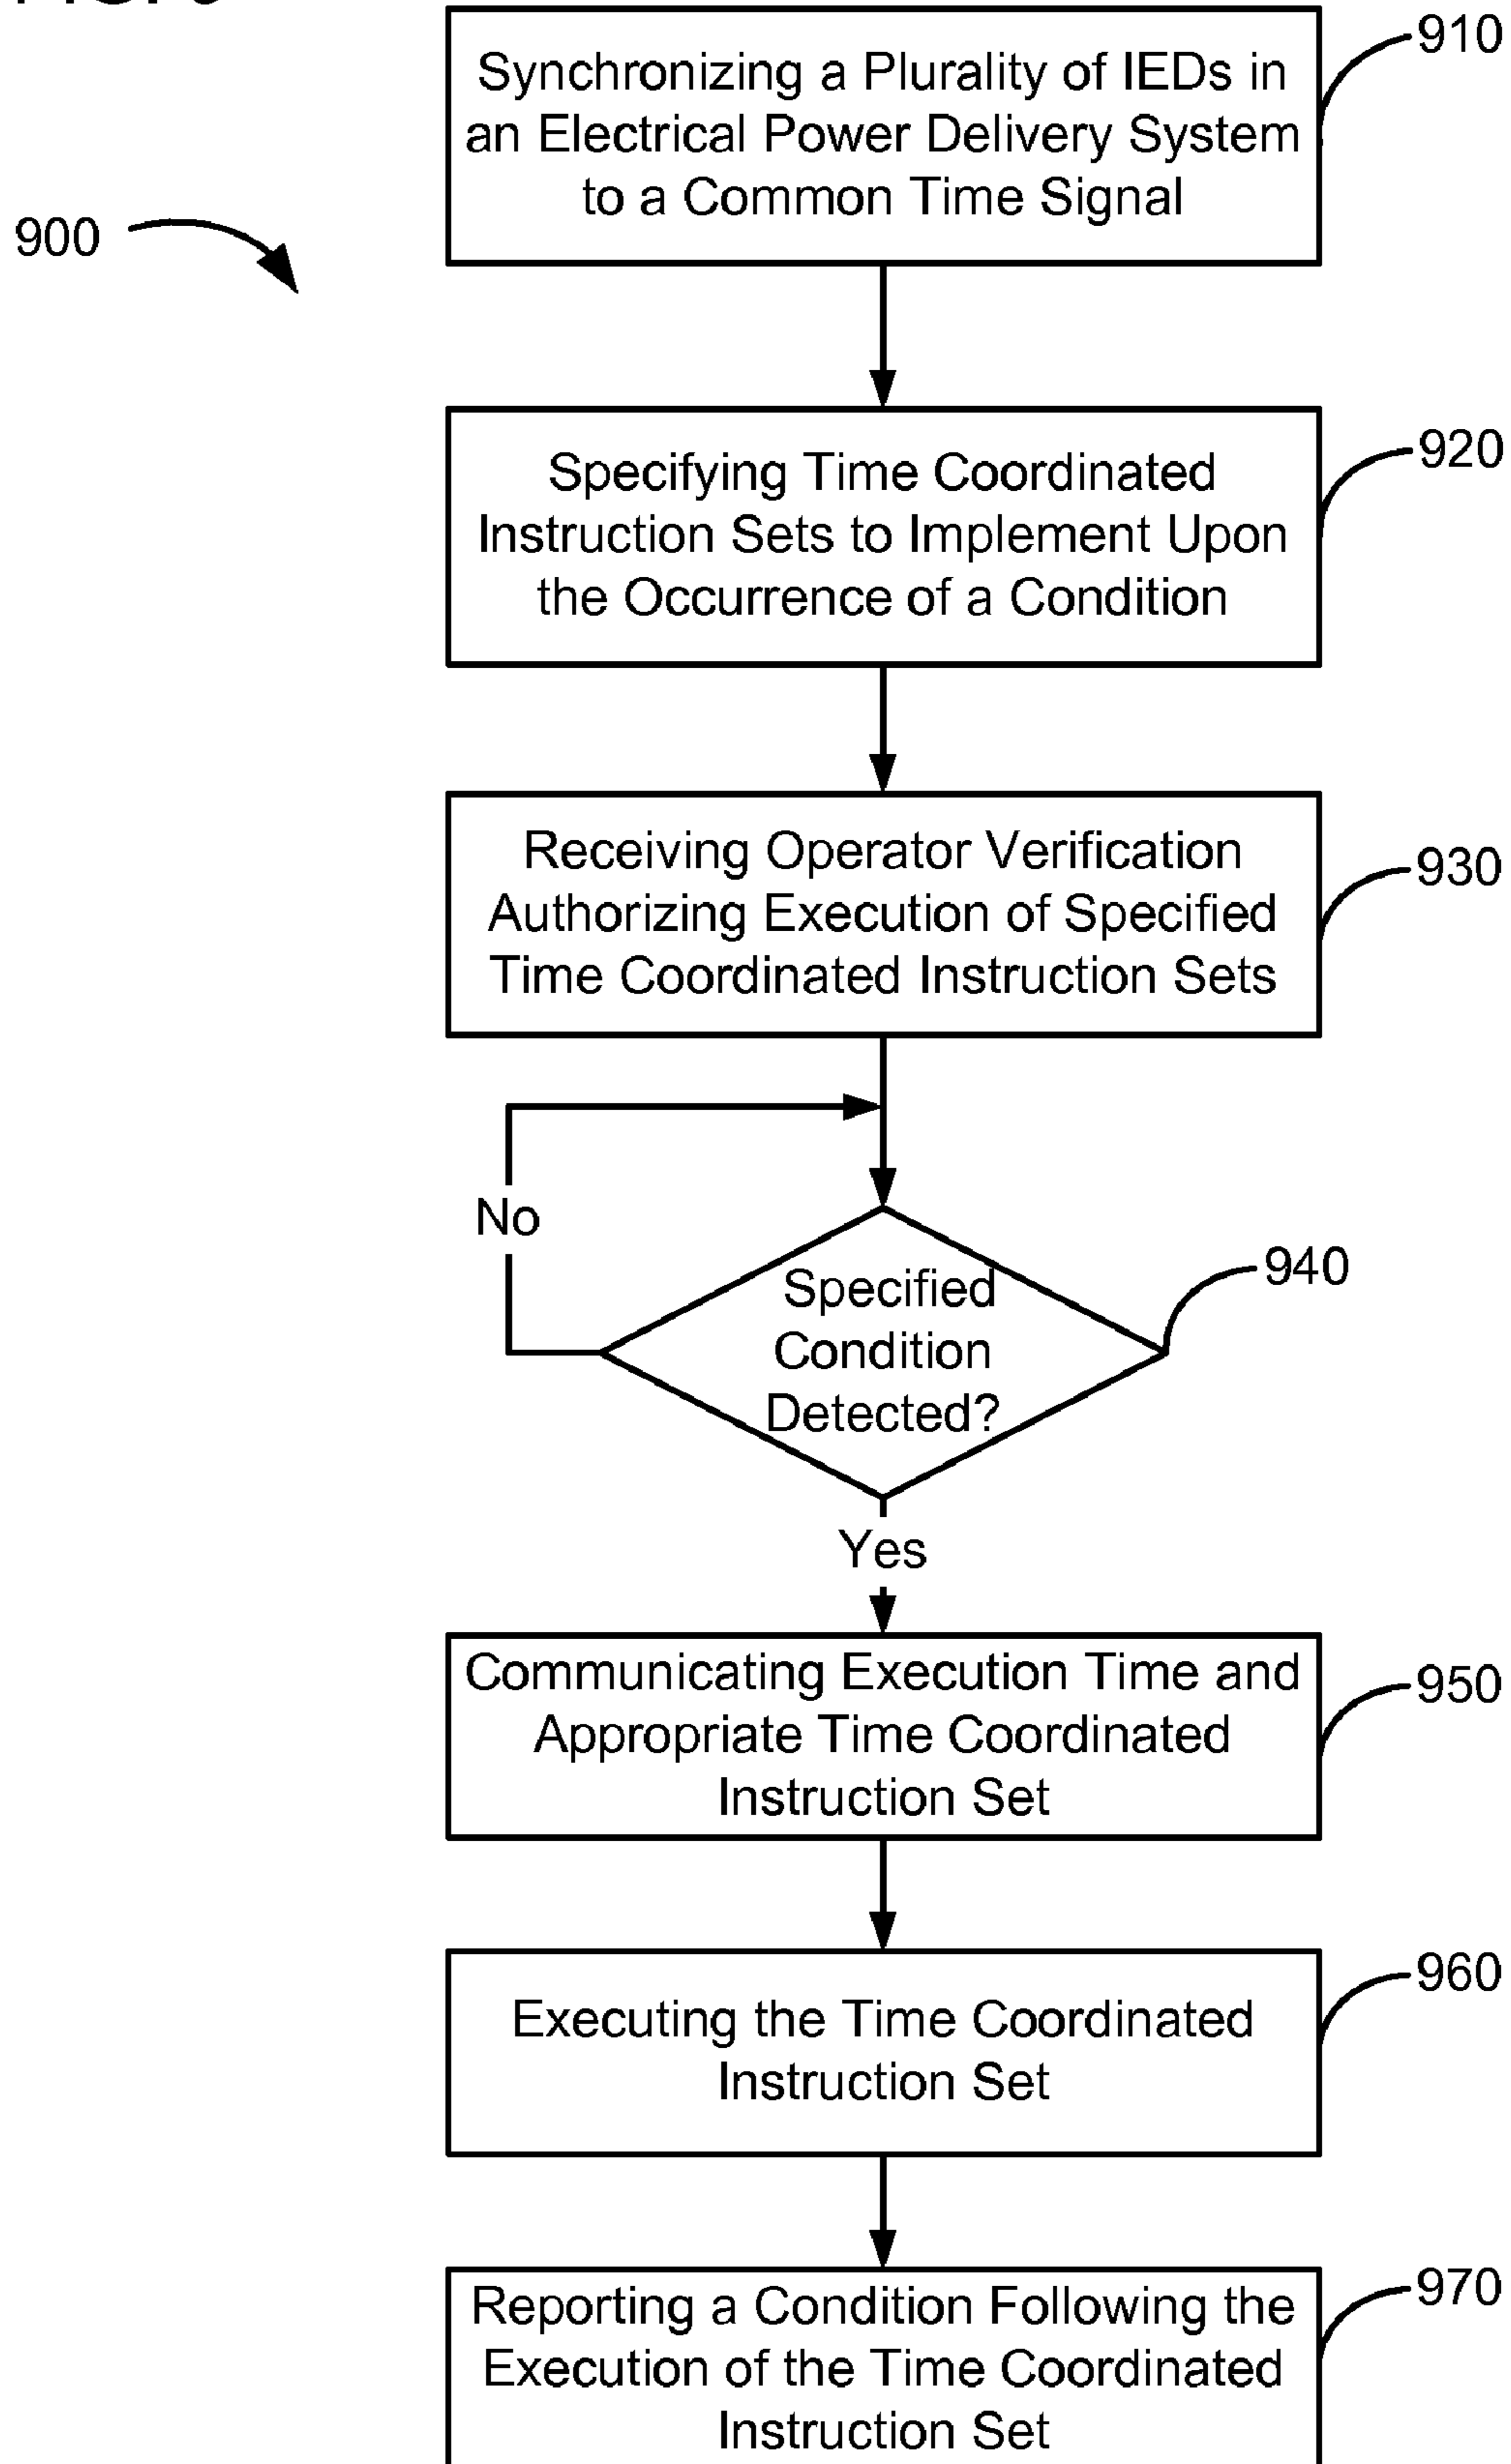 910
Synchronizing a Plurality of IEDs in
an Electrical Power Delivery System
to a Common Time Signal
900
920
Specifying Time Coordinated
Instruction Sets to Implement Upon
the Occurrence of a Condition
930
Receiving Operator Verification
Authorizing Execution of Specified
Time Coordinated Instruction Sets
No
940
Specified
Condition
Detected?
Yes
950
Communicating Execution Time and
Appropriate Time Coordinated
Instruction Set
960
Executing the Time Coordinated
Instruction Set
970
Reporting a Condition Following the
Execution of the Time Coordinated
Instruction Set